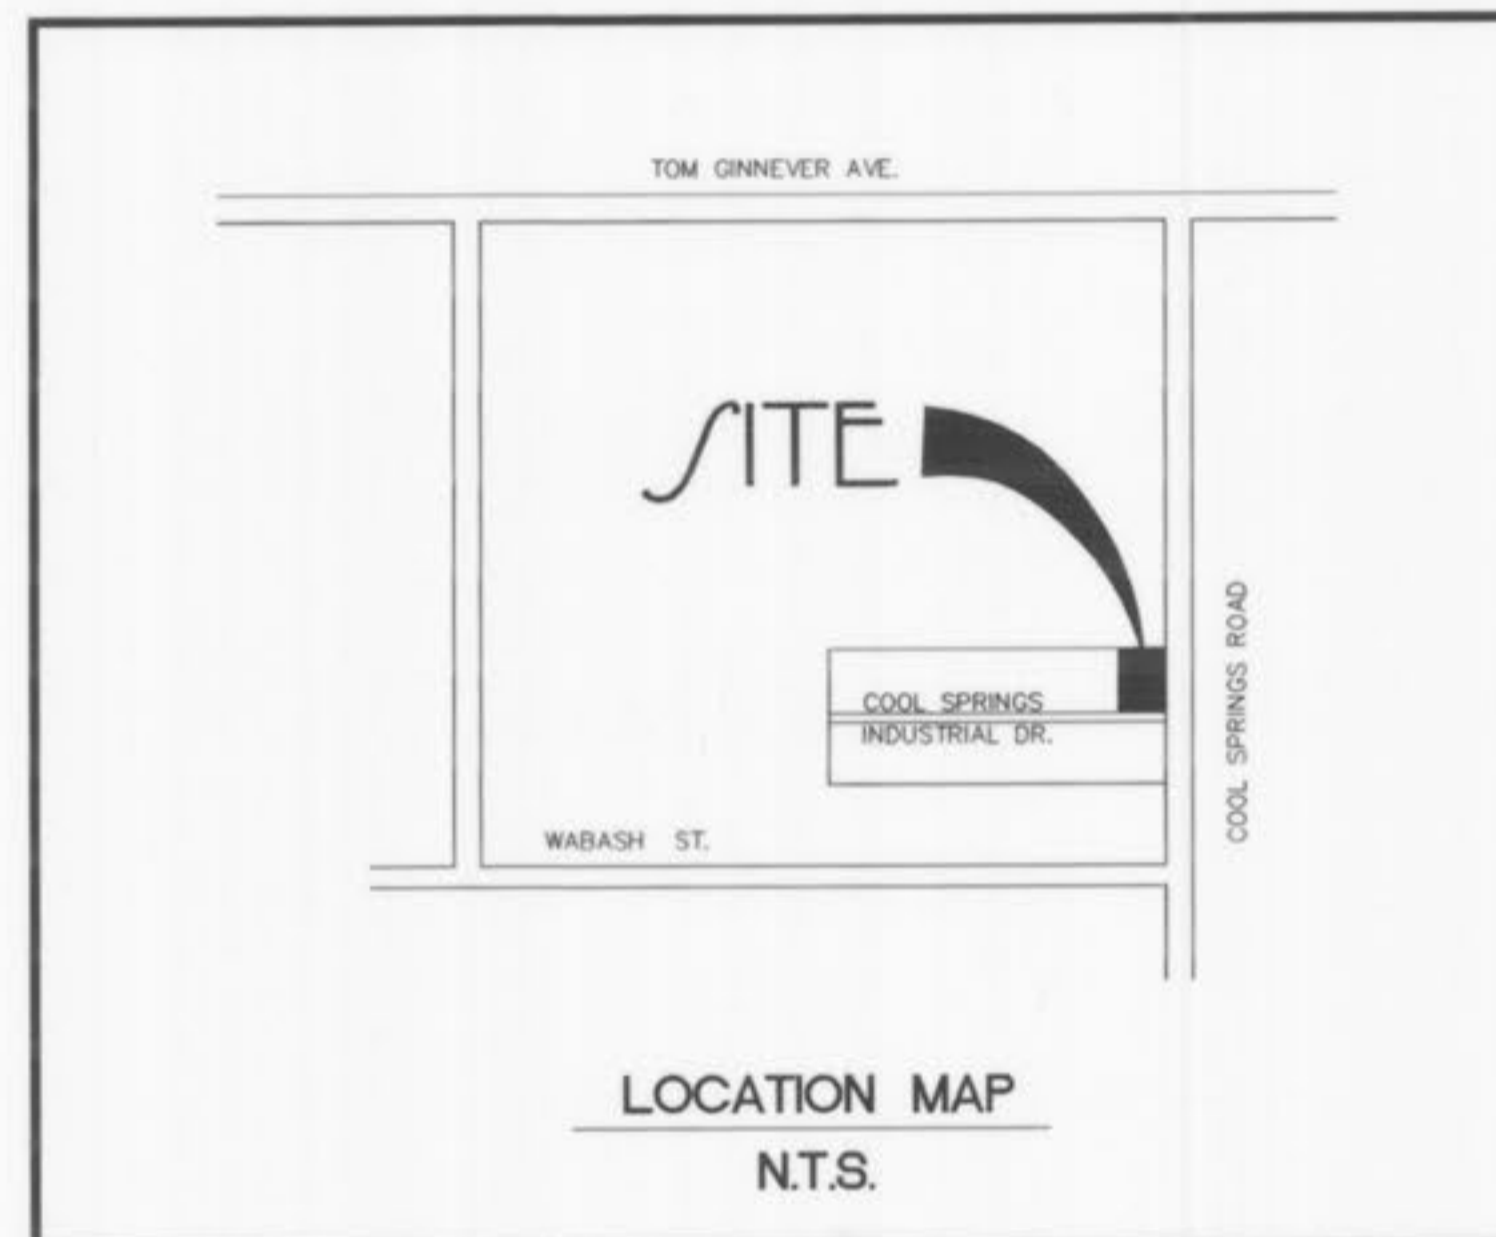 TOM GINNEVER AVE.
SITE
COOL SPRINGS ROAD
COOL SPRINGS
INDUSTRIAL DR.
WABASH ST.
LOCATION MAP
N.T.S.